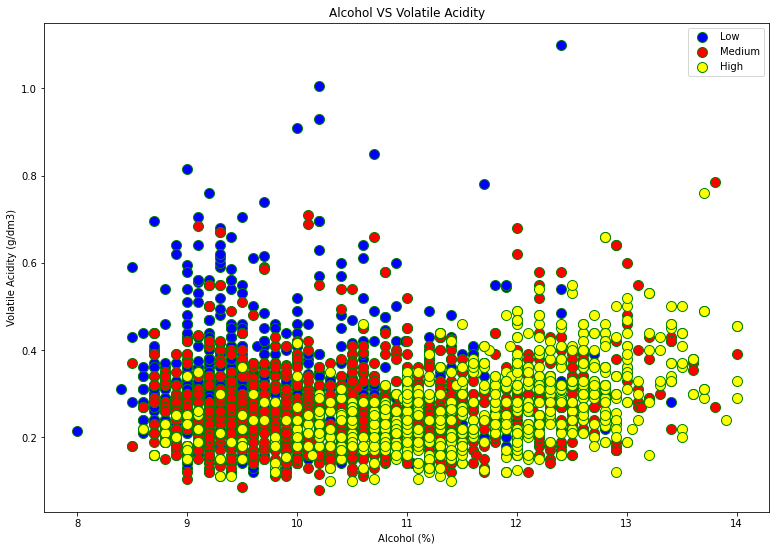 Alcohol VS Volatile Acidity
Low
Medium
High
Volatile Acidity (g/dm3)
1.0
0.8
0.6
0.4
0.2
8 9 10 11 12 13 14
Alcohol (%)